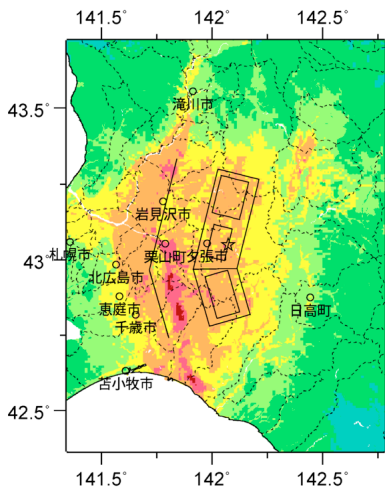 141.5° 142° 142.5°
43.5°
滝川市
岩見沢市
札幌市
栗山町夕張市
43°
北広島市
恵庭市
日高町
千歳市
苫小牧市
42.5°
141.5° 142° 142.5°